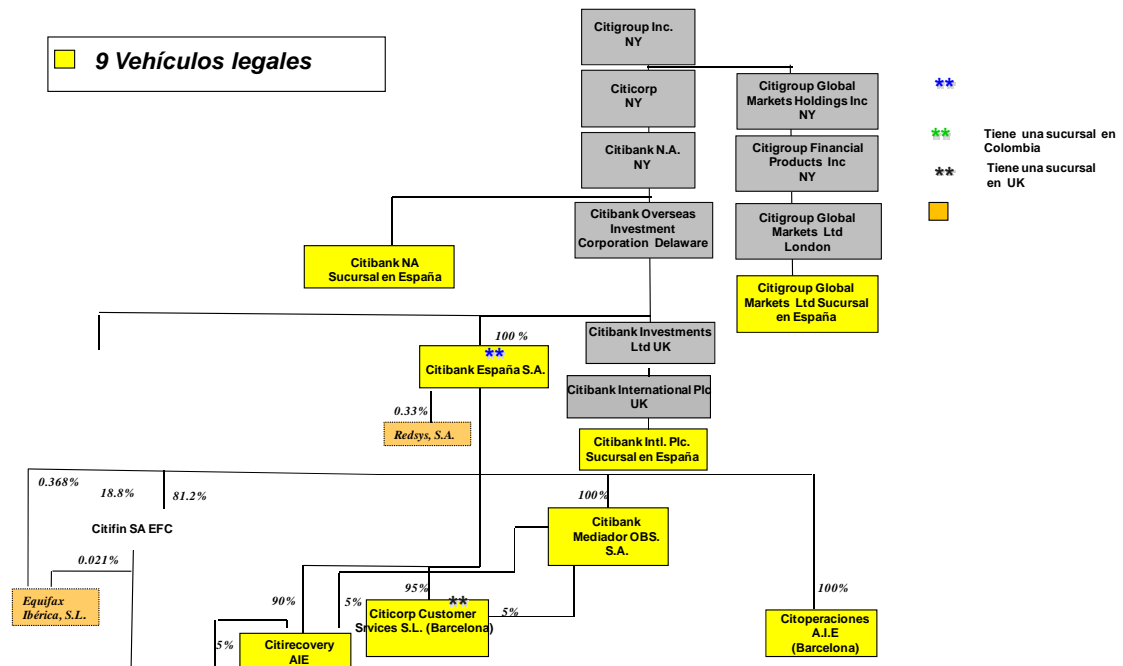 9 Vehículos legales
Citigroup Inc.
NY
Citicorp
NY
Citigroup Global
Markets Holdings Inc
NY
**
**
Tiene una sucursal en
Colombia
**
Tiene una sucursal
en UK
Citibank N.A.
NY
Citigroup Financial
Products Inc
NY
Citibank Overseas
Investment
Corporation Delaware
Citigroup Global
Markets Ltd
London
Citibank NA
Sucursal en España
Citigroup Global
Markets Ltd Sucursal
en España
100 %
**
Citibank España S.A.
Citibank Investments
Ltd UK
Citibank International Plc
UK
0.33%
Redsys, S.A.
Citibank Intl. Plc.
Sucursal en España
0.368%
18.8%
81.2%
100%
Citifin SA EFC
Citibank
Mediador OBS.
S.A.
0.021%
Equifax
Ibérica, S.L.
90%
5%
95%
**
Citicorp Customer
Srvices S.L. (Barcelona)
5%
100%
Citoperaciones
A.I.E
(Barcelona)
5%
Citirecovery
AIE